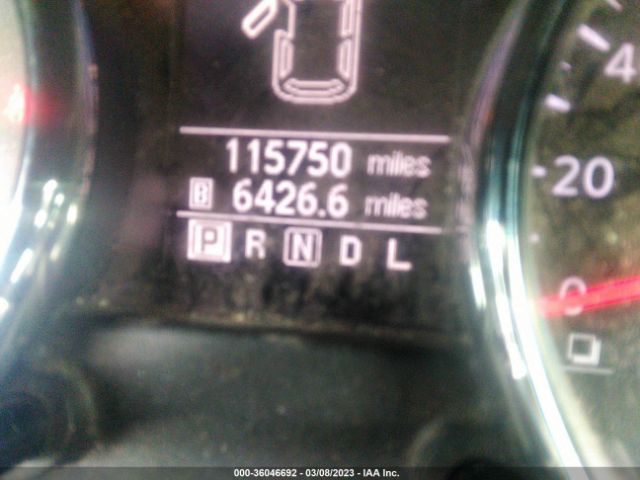 115750 miles
B 6426.6 miles
P R N D L
4
20
0
000-36046692 - 03/08/2023 - IAA Inc.